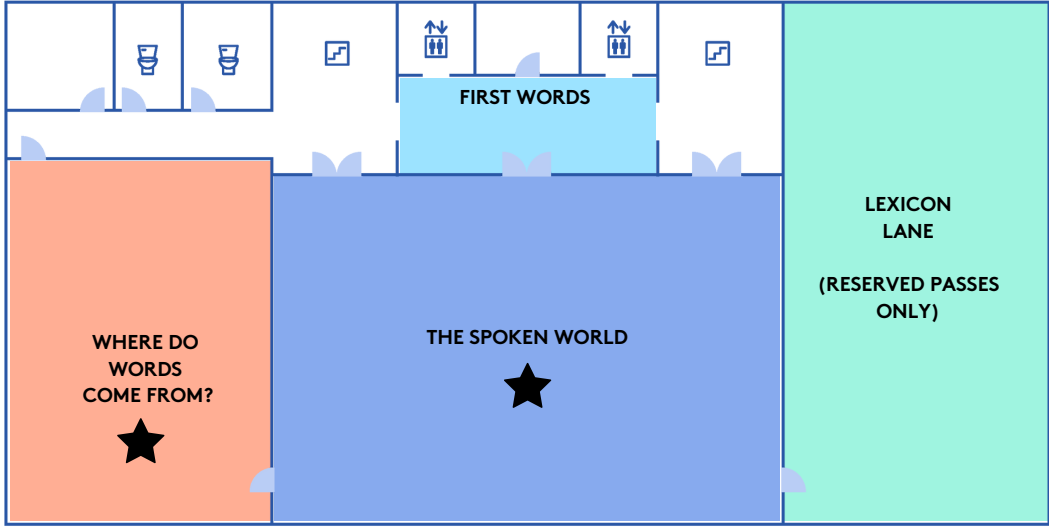 FIRST WORDS
LEXICON
LANE
(RESERVED PASSES
ONLY)
WHERE DO
WORDS
COME FROM?
THE SPOKEN WORLD